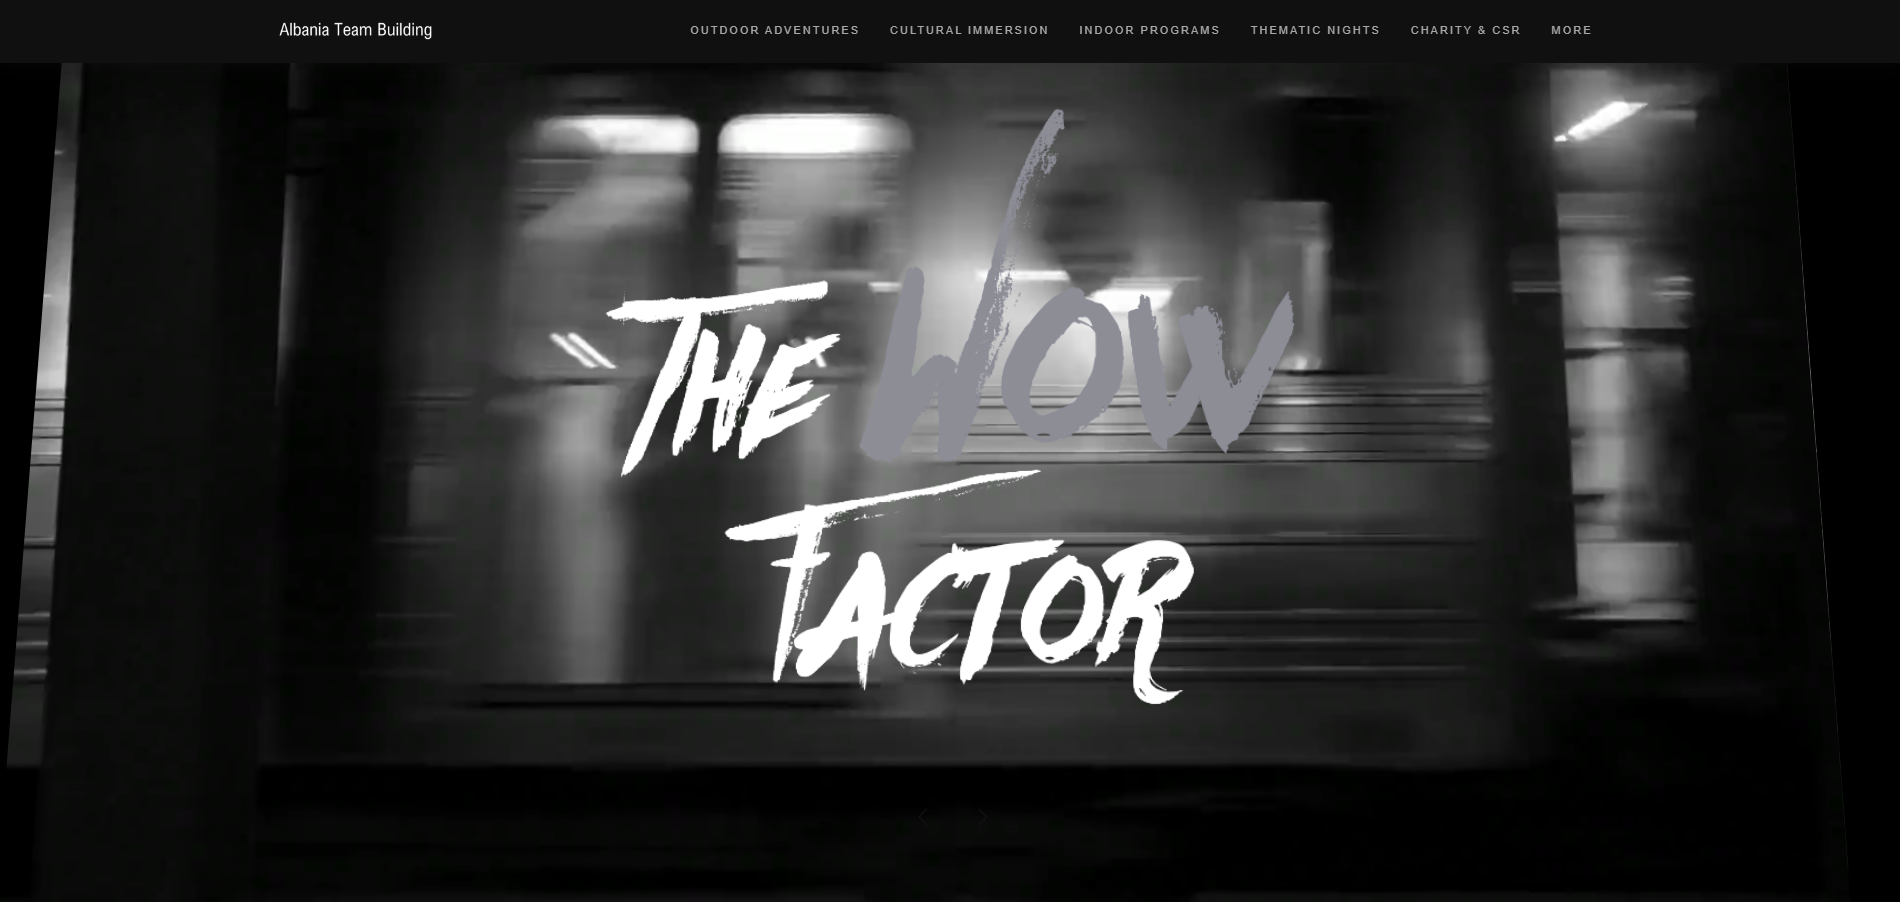 Albania Team Building
OUTDOOR ADVENTURES CULTURAL IMMERSION INDOOR PROGRAMS THEMATIC NIGHTS CHARITY & CSR MORE
THE WOW
FACTOR